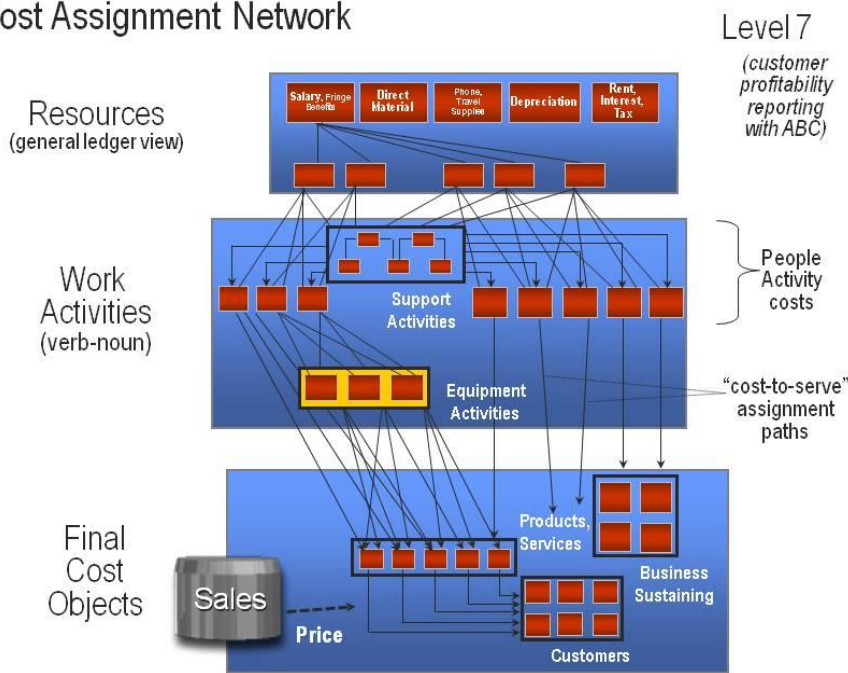 ost Assignment Network
Level 7
(customer
profitability
reporting
with ABC)
Resources
(general ledger view)
Salary, Fringe
Benefits
Direct
Material
Phone,
Travel
Supplies
Depreciation
Rent,
Interest,
Tax
Work
Activities
(verb-noun)
Support
Activities
People
Activity
costs
Equipment
Activities
"cost-to-serve"
assignment
paths
Final
Cost
Objects
Products,
Services
Business
Sustaining
Sales
Price
Customers